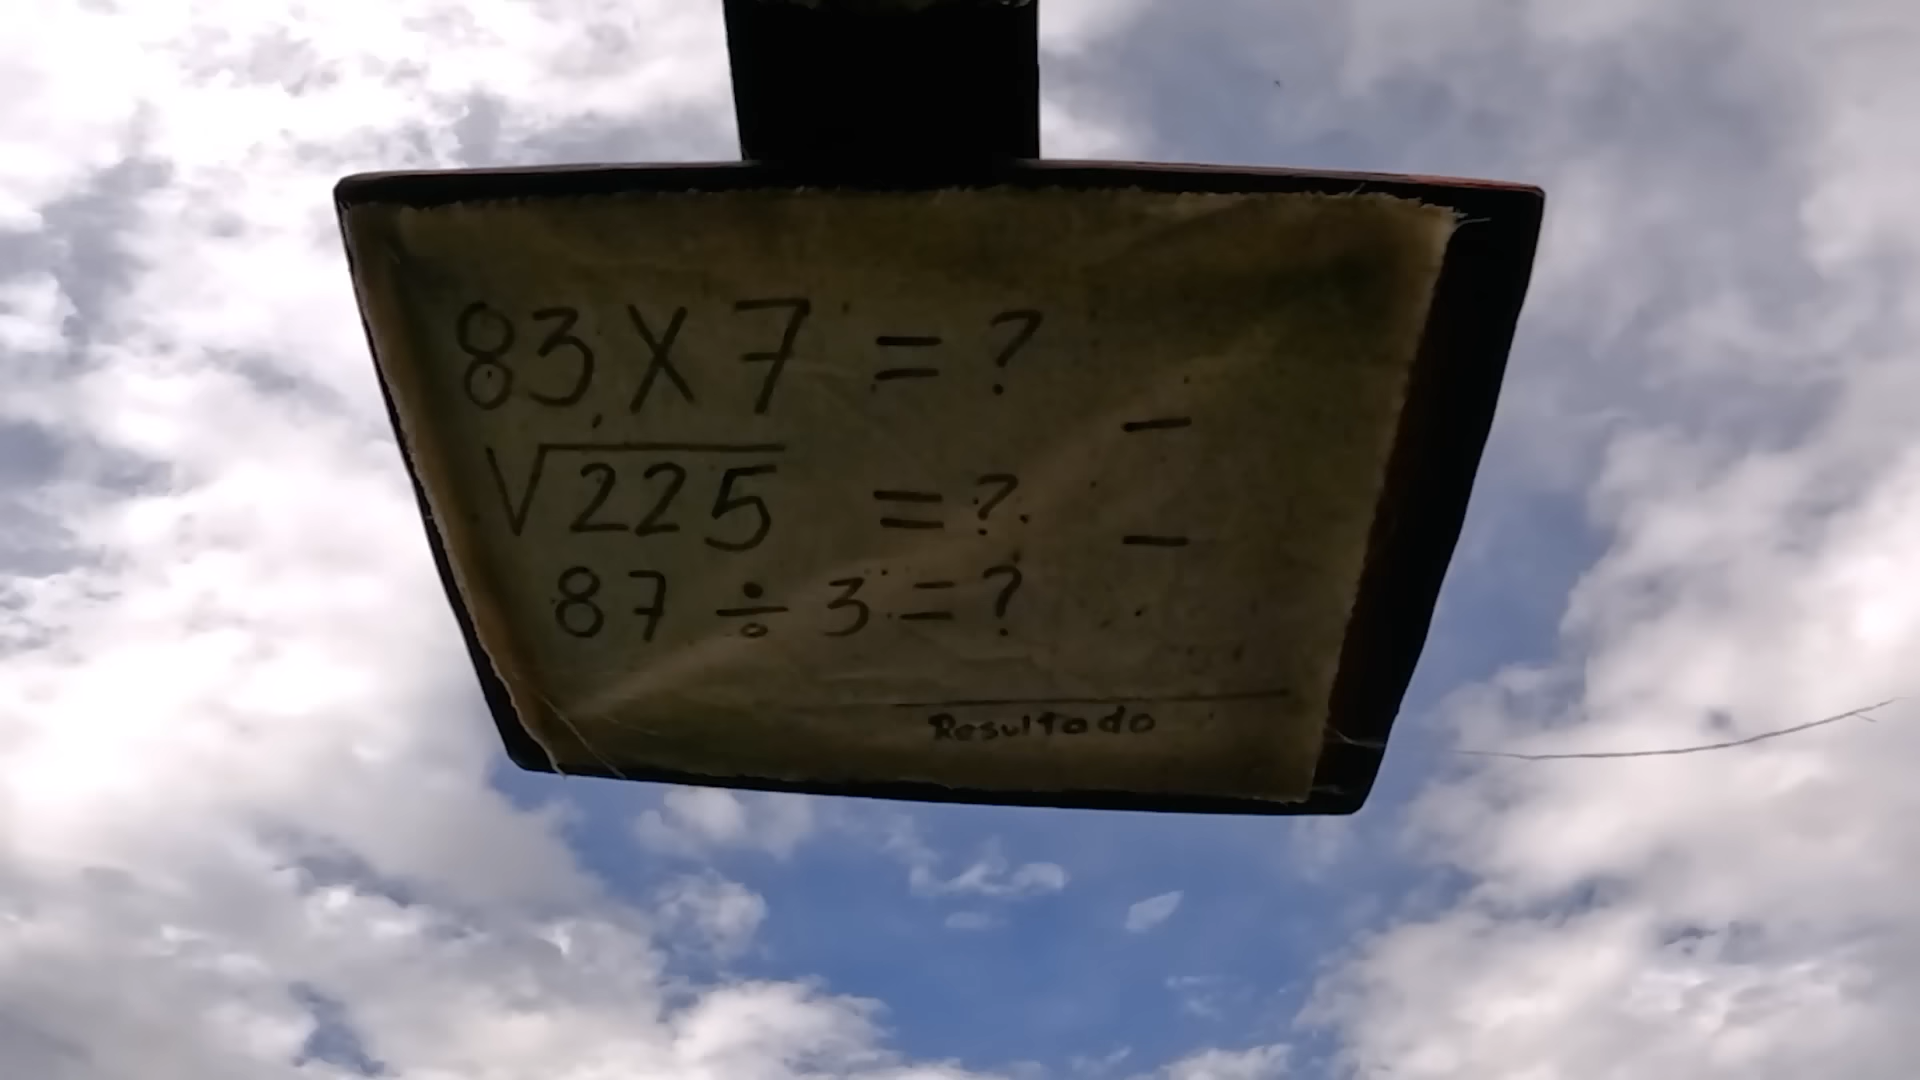 83 X 7 = ?
–
√225 = ?
–
87 ÷ 3 = ?
Resultado